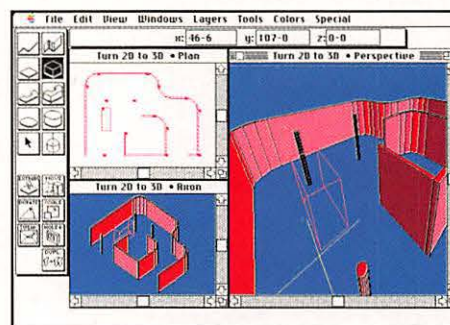 File Edit View Windows Layers Tools Colors Special
x: 46-6 y: 107-0 z: 0-0
Turn 2D to 3D • Plan
Turn 2D to 3D • Perspective
Turn 2D to 3D • Axon